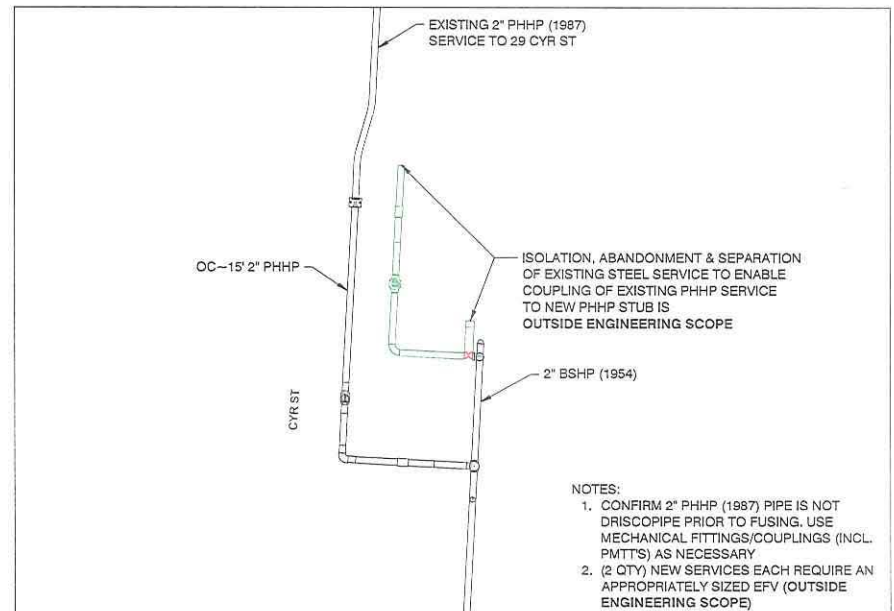 EXISTING 2" PHHP (1987)
SERVICE TO 29 CYR ST
OC~15' 2" PHHP
ISOLATION, ABANDONMENT & SEPARATION
OF EXISTING STEEL SERVICE TO ENABLE
COUPLING OF EXISTING PHHP SERVICE
TO NEW PHHP STUB IS
OUTSIDE ENGINEERING SCOPE
2" BSHP (1954)
CYR ST
NOTES:
1. CONFIRM 2" PHHP (1987) PIPE IS NOT
DRISCOPIPE PRIOR TO FUSING. USE
MECHANICAL FITTINGS/COUPLINGS (INCL.
PMTT'S) AS NECESSARY
2. (2 QTY) NEW SERVICES EACH REQUIRE AN
APPROPRIATELY SIZED EFV (OUTSIDE
ENGINEERING SCOPE)